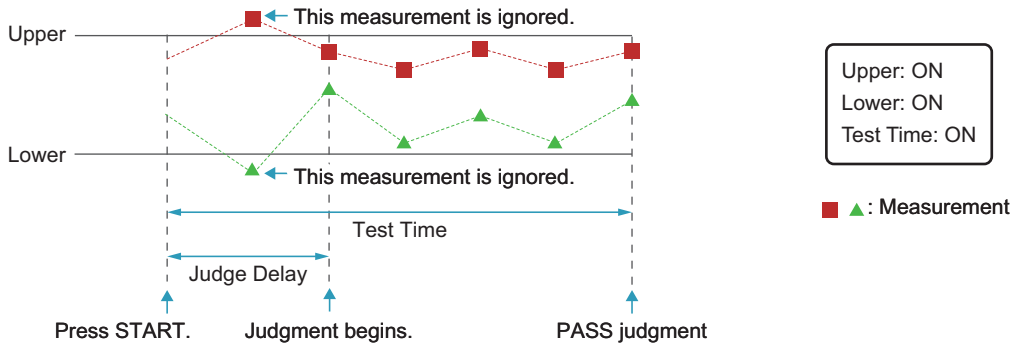 This measurement is ignored.
Upper
Lower
This measurement is ignored.
Test Time
Judge Delay
Press START.
Judgment begins.
PASS judgment
Upper: ON
Lower: ON
Test Time: ON
: Measurement